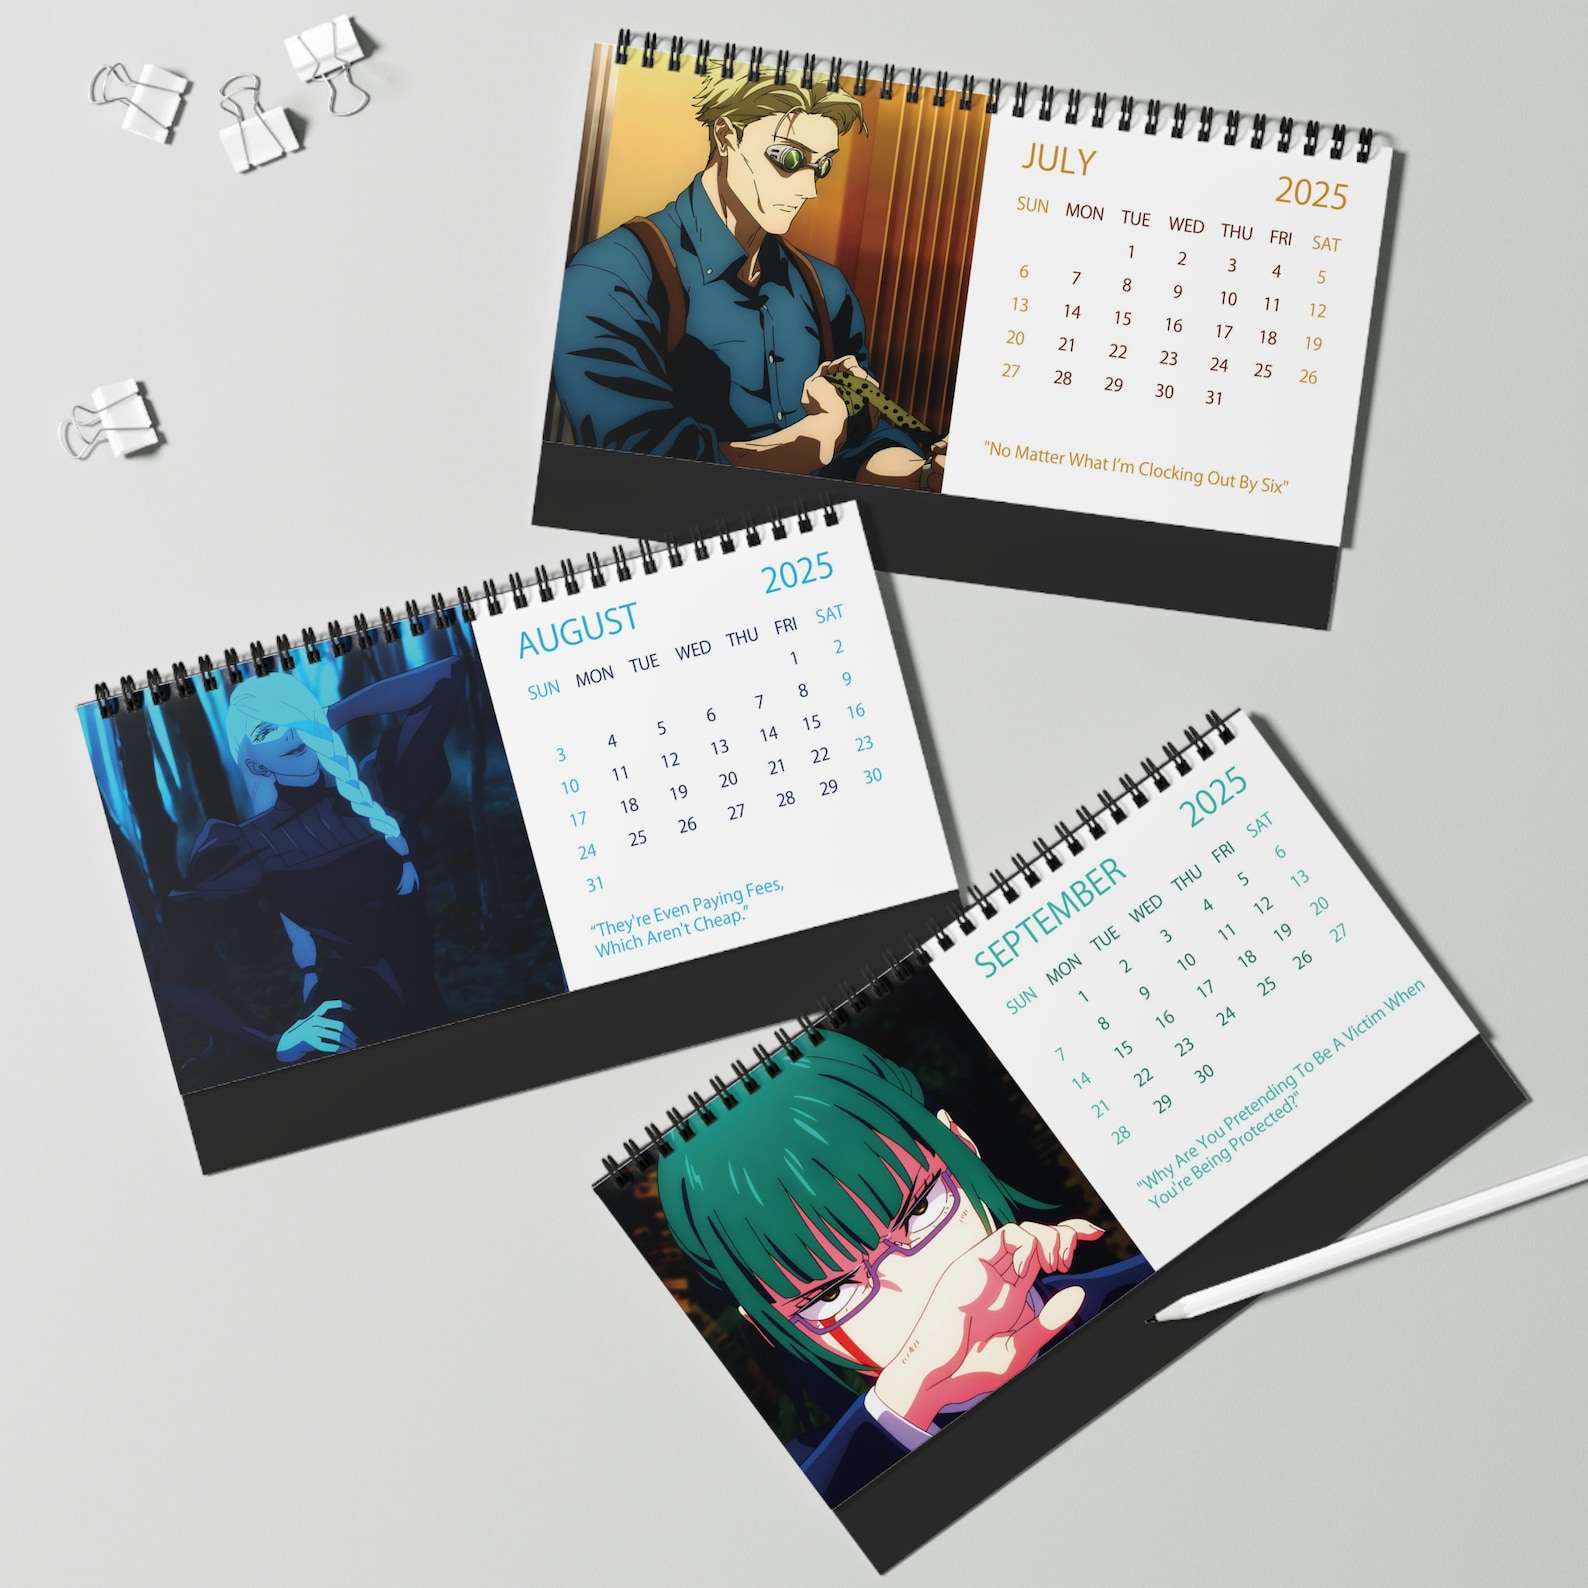 JULY
2025
SUN MON TUE WED THU FRI SAT
1 2 3 4 5
6 7 8 9 10 11 12
13 14 15 16 17 18 19
20 21 22 23 24 25 26
27 28 29 30 31
"No Matter What I’m Clocking Out By Six"
AUGUST
2025
SUN MON TUE WED THU FRI SAT
1 2
3 4 5 6 7 8 9
10 11 12 13 14 15 16
17 18 19 20 21 22 23
24 25 26 27 28 29 30
31
“They're Even Paying Fees,
Which Aren't Cheap.”
SEPTEMBER
2025
SUN MON TUE WED THU FRI SAT
1 2 3 4 5 6
7 8 9 10 11 12 13
14 15 16 17 18 19 20
21 22 23 24 25 26 27
28 29 30
"Why Are You Pretending To Be A Victim When
You're Being Protected?"